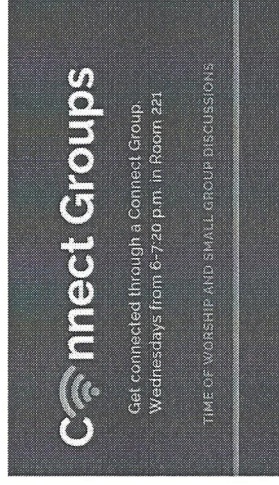 Connect Groups
Get connected through a Connect Group.
Wednesdays from 6-7:20 p.m. in Room 221
TIME OF WORSHIP AND SMALL GROUP DISCUSSIONS